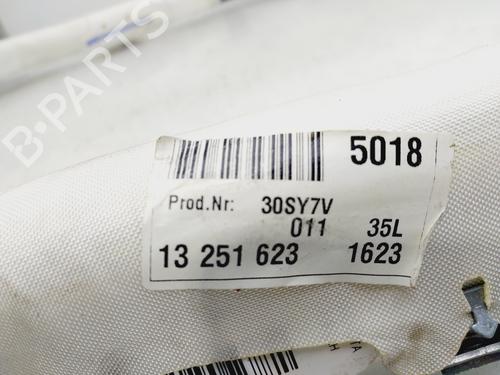 B-PARTS
5018
Prod.Nr: 30SY7V
011 35L
13 251 623 1623